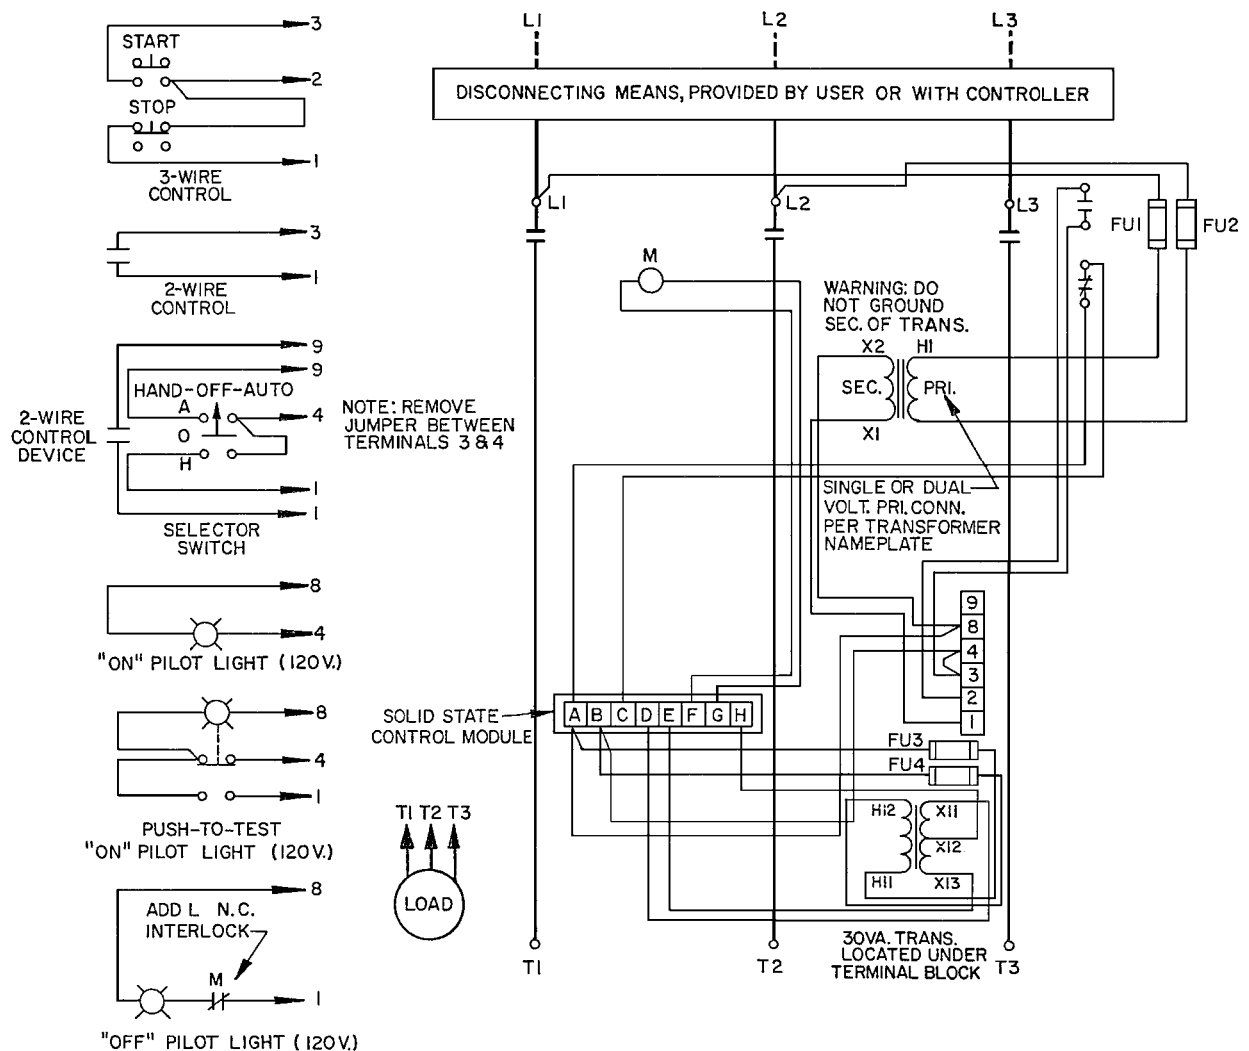 3
START
2
STOP
1
3-WIRE
CONTROL
3
1
2-WIRE
CONTROL
9
9
HAND-OFF-AUTO
A
4
O
H
2-WIRE
CONTROL
DEVICE
1
1
SELECTOR
SWITCH
NOTE: REMOVE
JUMPER BETWEEN
TERMINALS 3 & 4
8
4
"ON" PILOT LIGHT (120V.)
8
4
1
PUSH-TO-TEST
"ON" PILOT LIGHT (120V.)
8
ADD L N.C.
INTERLOCK
M
1
"OFF" PILOT LIGHT (120V.)
L1 L2 L3
DISCONNECTING MEANS, PROVIDED BY USER OR WITH CONTROLLER
L1 L2 L3
FU1 FU2
M
WARNING: DO
NOT GROUND
SEC. OF TRANS.
X2 H1
SEC. PRI.
X1
SINGLE OR DUAL
VOLT. PRI. CONN.
PER TRANSFORMER
NAMEPLATE
9
8
4
3
2
1
SOLID STATE
CONTROL MODULE
A B C D E F G H
FU3
FU4
H12 X11
X12
H11 X13
30VA. TRANS.
LOCATED UNDER
TERMINAL BLOCK
T1 T2 T3
LOAD
T1 T2 T3